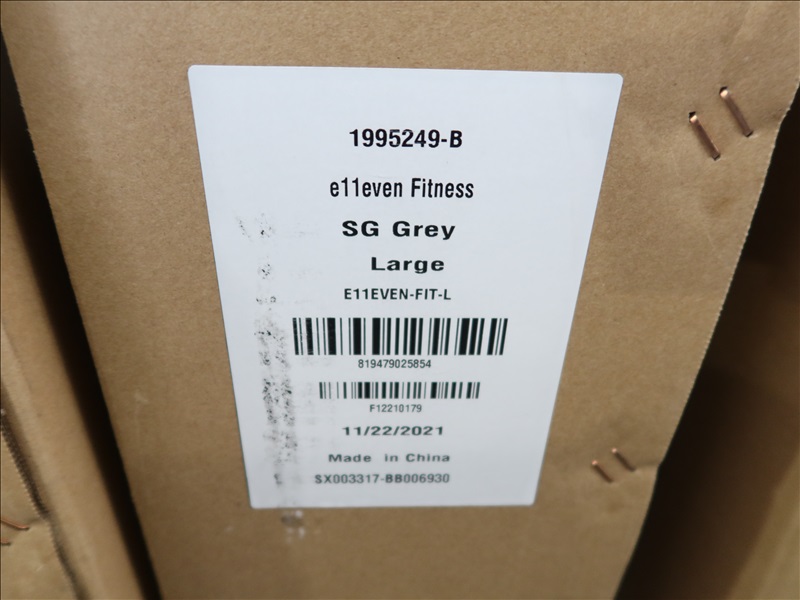 1995249-B
e11even Fitness
SG Grey
Large
E11EVEN-FIT-L
819479025854
F12210179
11/22/2021
Made in China
SX003317-BB006930